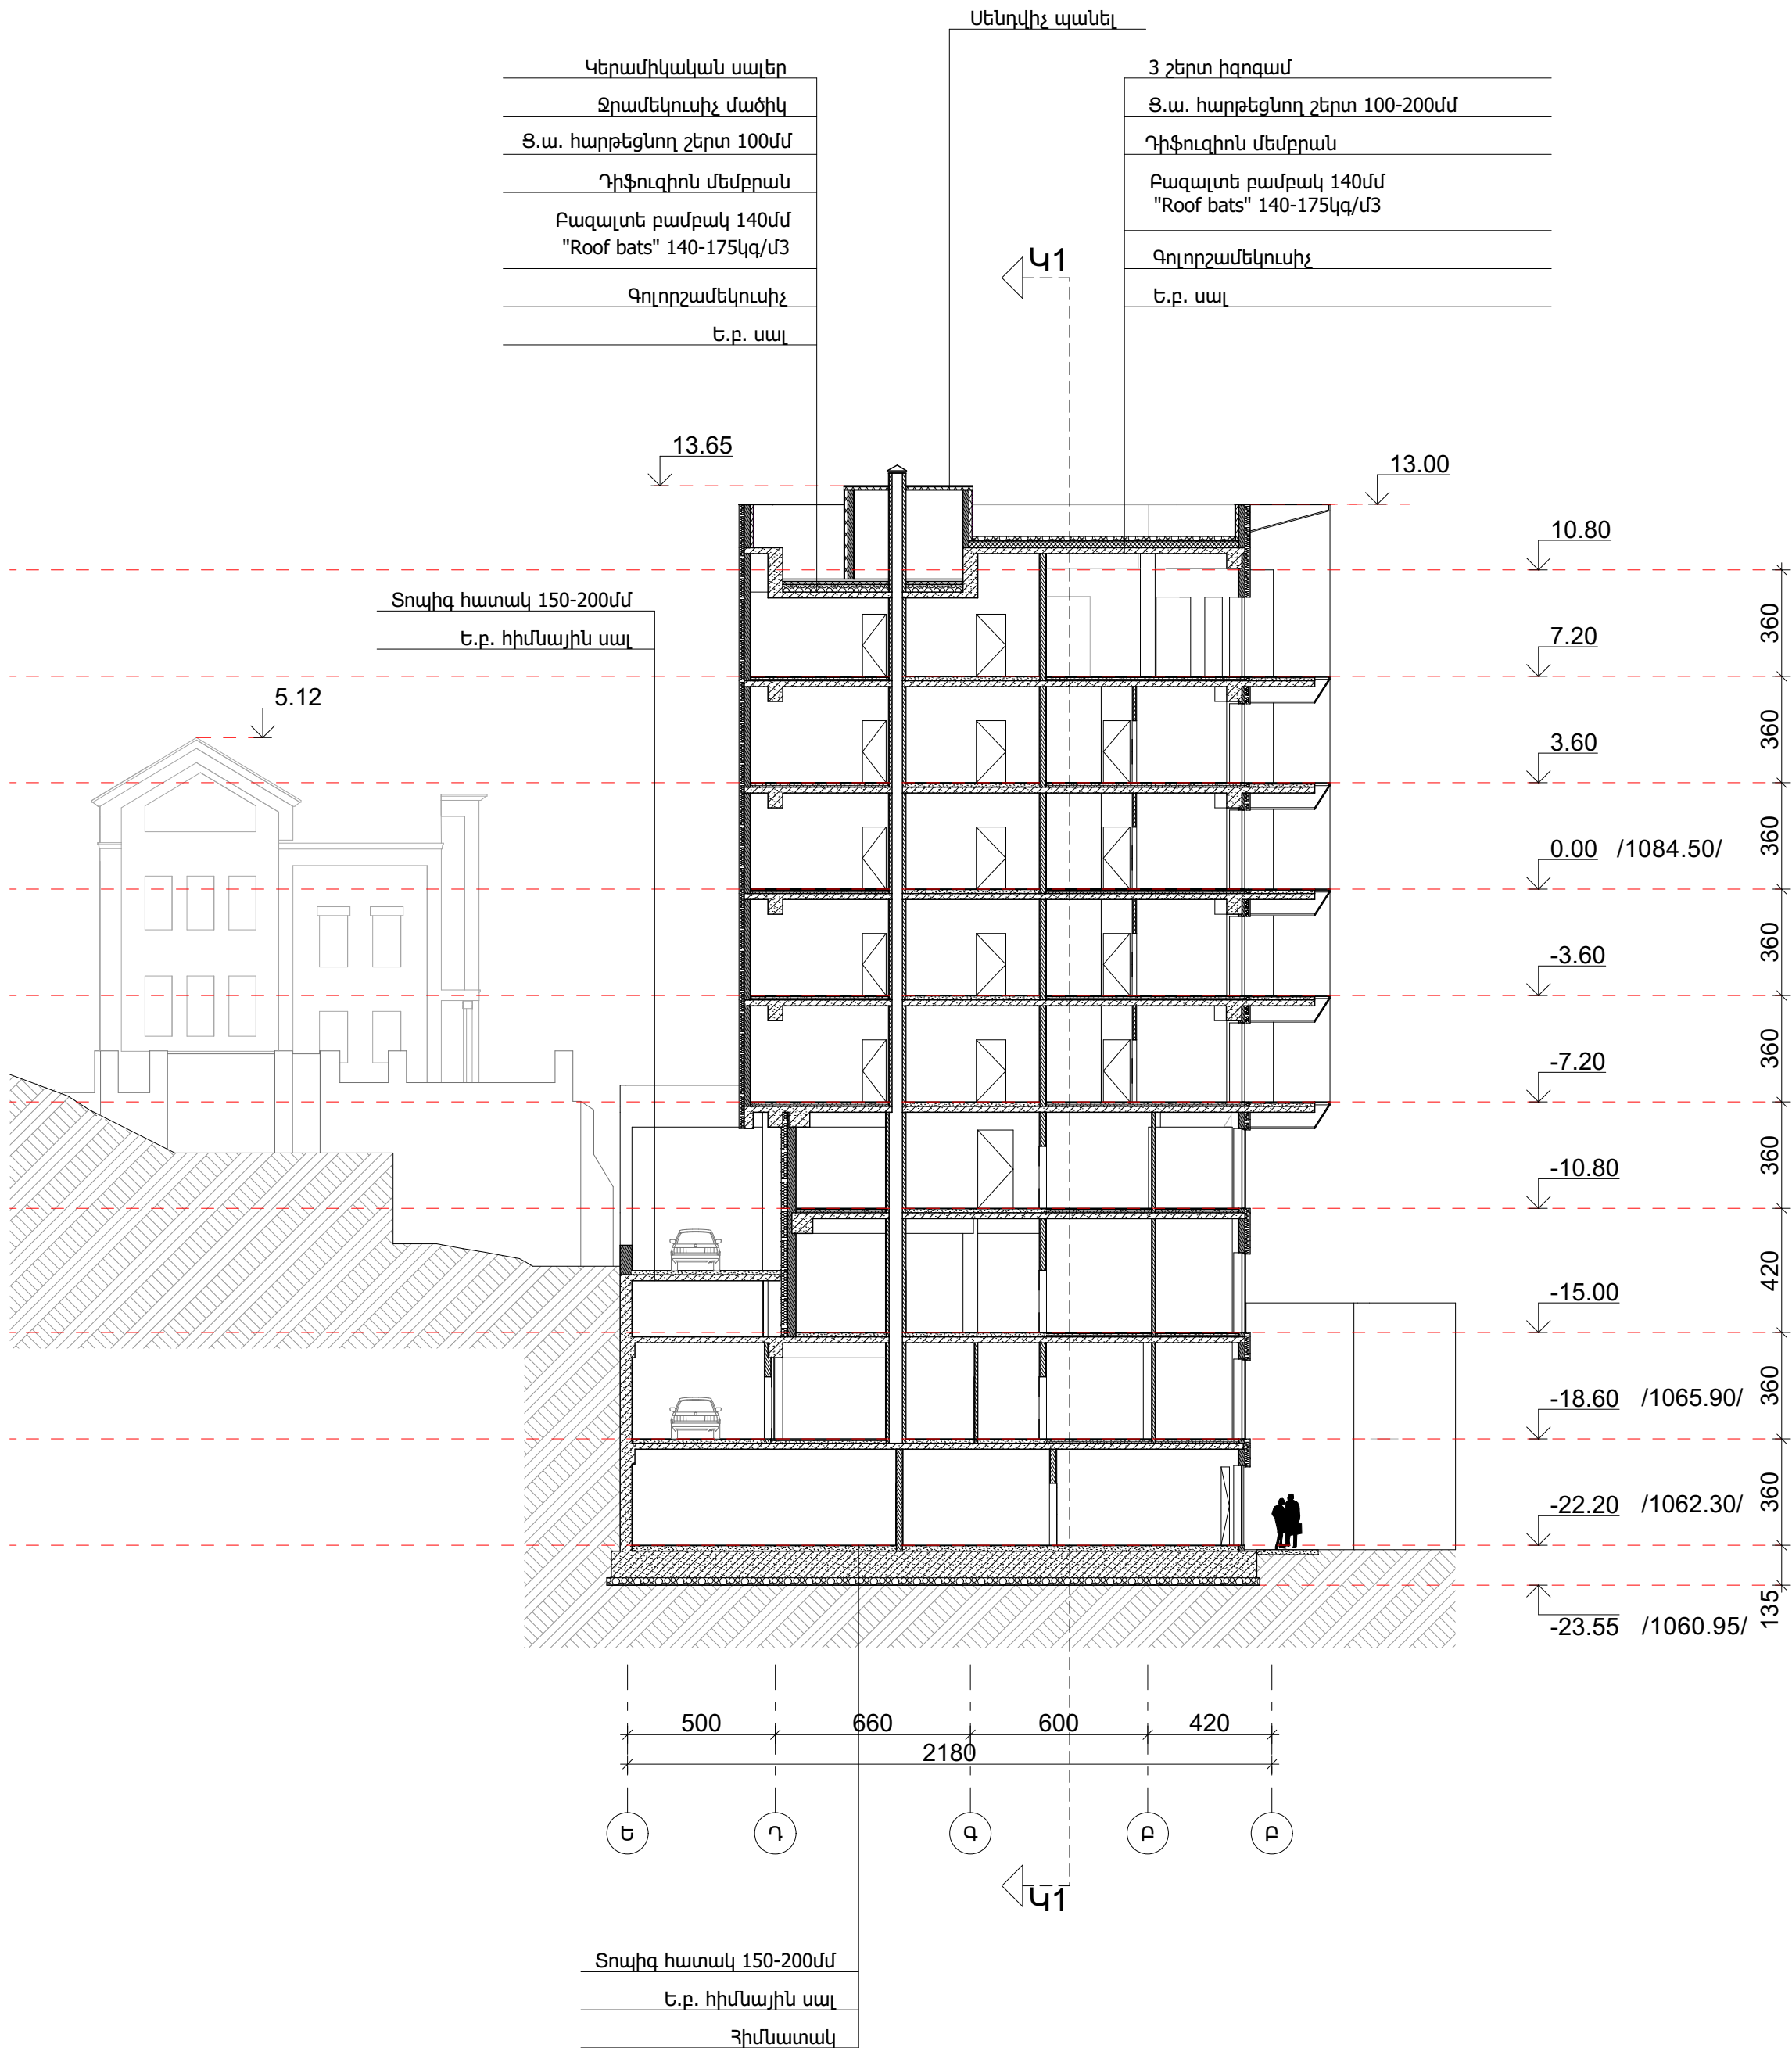 Սենդվիչ պանել
Կերամիկական սալեր
Ջրամեկուսիչ մածիկ
Ց.ա. հարթեցնող շերտ 100մմ
Դիֆուզիոն մեմբրան
Բազալտե բամբակ 140մմ
"Roof bats" 140-175կգ/մ3
Գոլորշամեկուսիչ
Ե.բ. սալ
3 շերտ իզոգամ
Ց.ա. հարթեցնող շերտ 100-200մմ
Դիֆուզիոն մեմբրան
Բազալտե բամբակ 140մմ
"Roof bats" 140-175կգ/մ3
Գոլորշամեկուսիչ
Ե.բ. սալ
Կ1
13.65
13.00
10.80
Տոպիգ հատակ 150-200մմ
Ե.բ. հիմնային սալ
360
7.20
5.12
360
3.60
360
0.00 /1084.50/
360
-3.60
360
-7.20
360
-10.80
420
-15.00
360
-18.60 /1065.90/
360
-22.20 /1062.30/
135
-23.55 /1060.95/
500
660
600
420
2180
Ե
Դ
Գ
Բ
Բ
Կ1
Տոպիգ հատակ 150-200մմ
Ե.բ. հիմնային սալ
Հիմնատակ